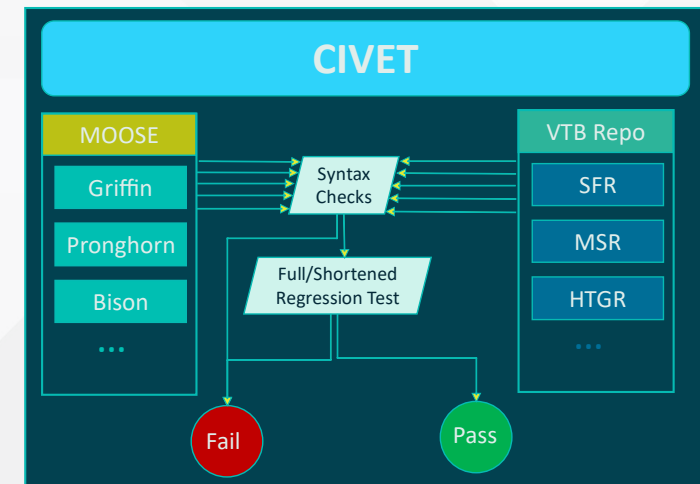 CIVET
MOOSE
Griffin
Pronghorn
Bison
...
VTB Repo
SFR
MSR
HTGR
...
Syntax
Checks
Full/Shortened
Regression Test
Fail
Pass